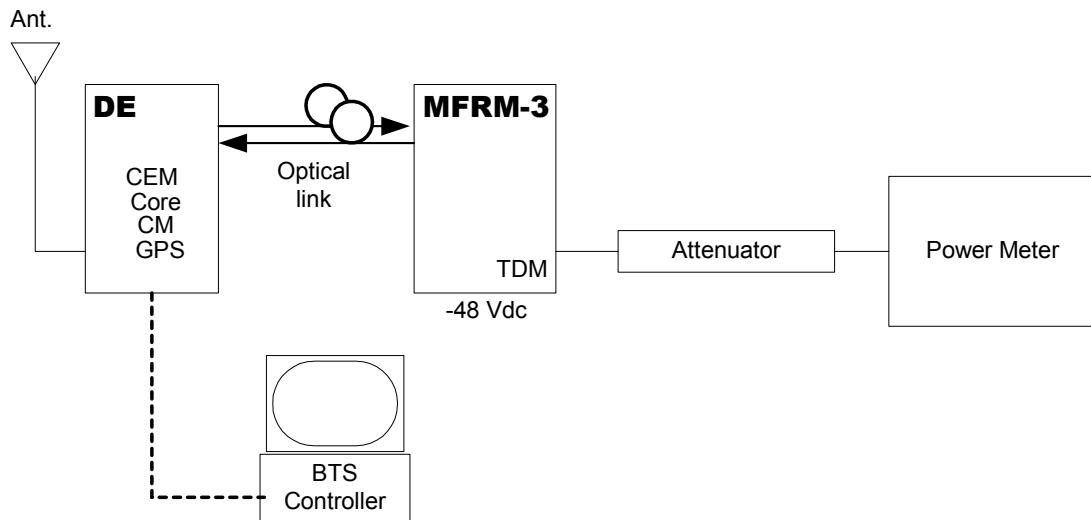 Ant.
DE
MFRM-3
CEM
Core
CM
GPS
Optical
link
TDM
-48 Vdc
Attenuator
Power Meter
BTS
Controller